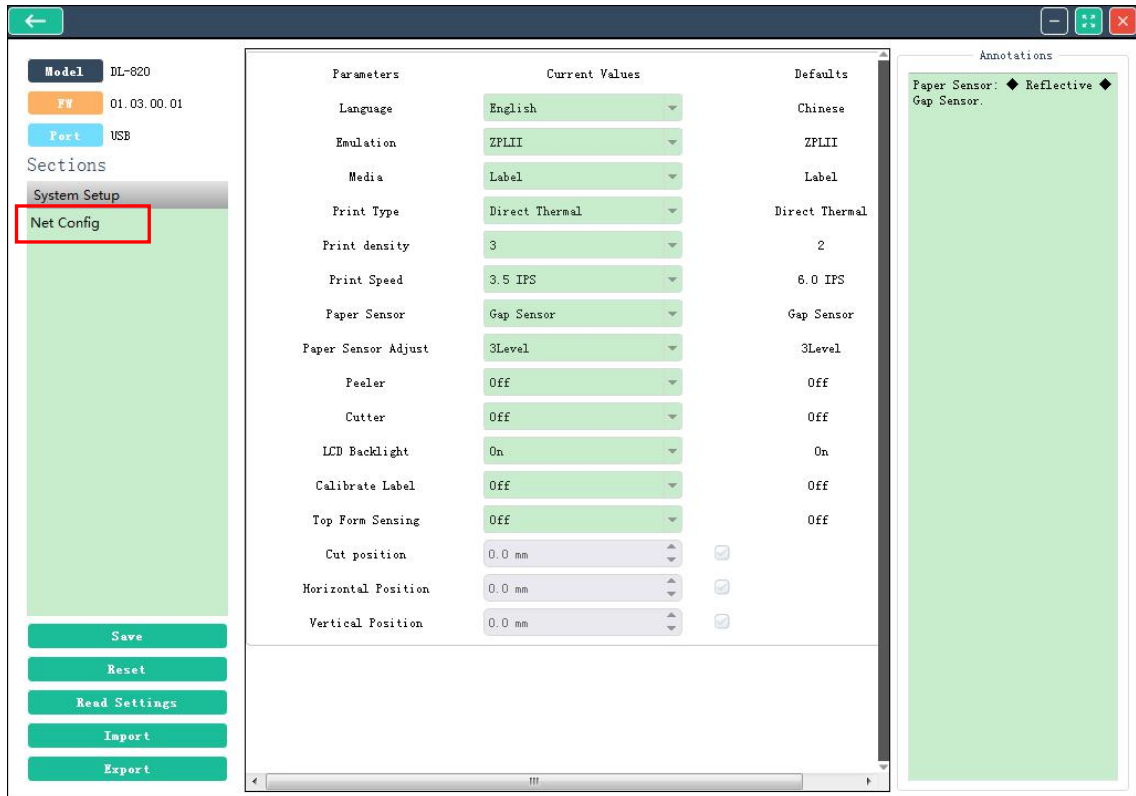 Model DL-820
FW 01.03.00.01
Port USB
Sections
System Setup
Net Config
Save
Reset
Read Settings
Import
Export
Parameters Current Values Defaults
Language English Chinese
Emulation ZPLII ZPLII
Media Label Label
Print Type Direct Thermal Direct Thermal
Print density 3 2
Print Speed 3.5 IPS 6.0 IPS
Paper Sensor Gap Sensor Gap Sensor
Paper Sensor Adjust 3Level 3Level
Peeler Off Off
Cutter Off Off
LCD Backlight On On
Calibrate Label Off Off
Top Form Sensing Off Off
Cut position 0.0 mm
Horizontal Position 0.0 mm
Vertical Position 0.0 mm
Annotations
Paper Sensor: ◆ Reflective ◆
Gap Sensor.